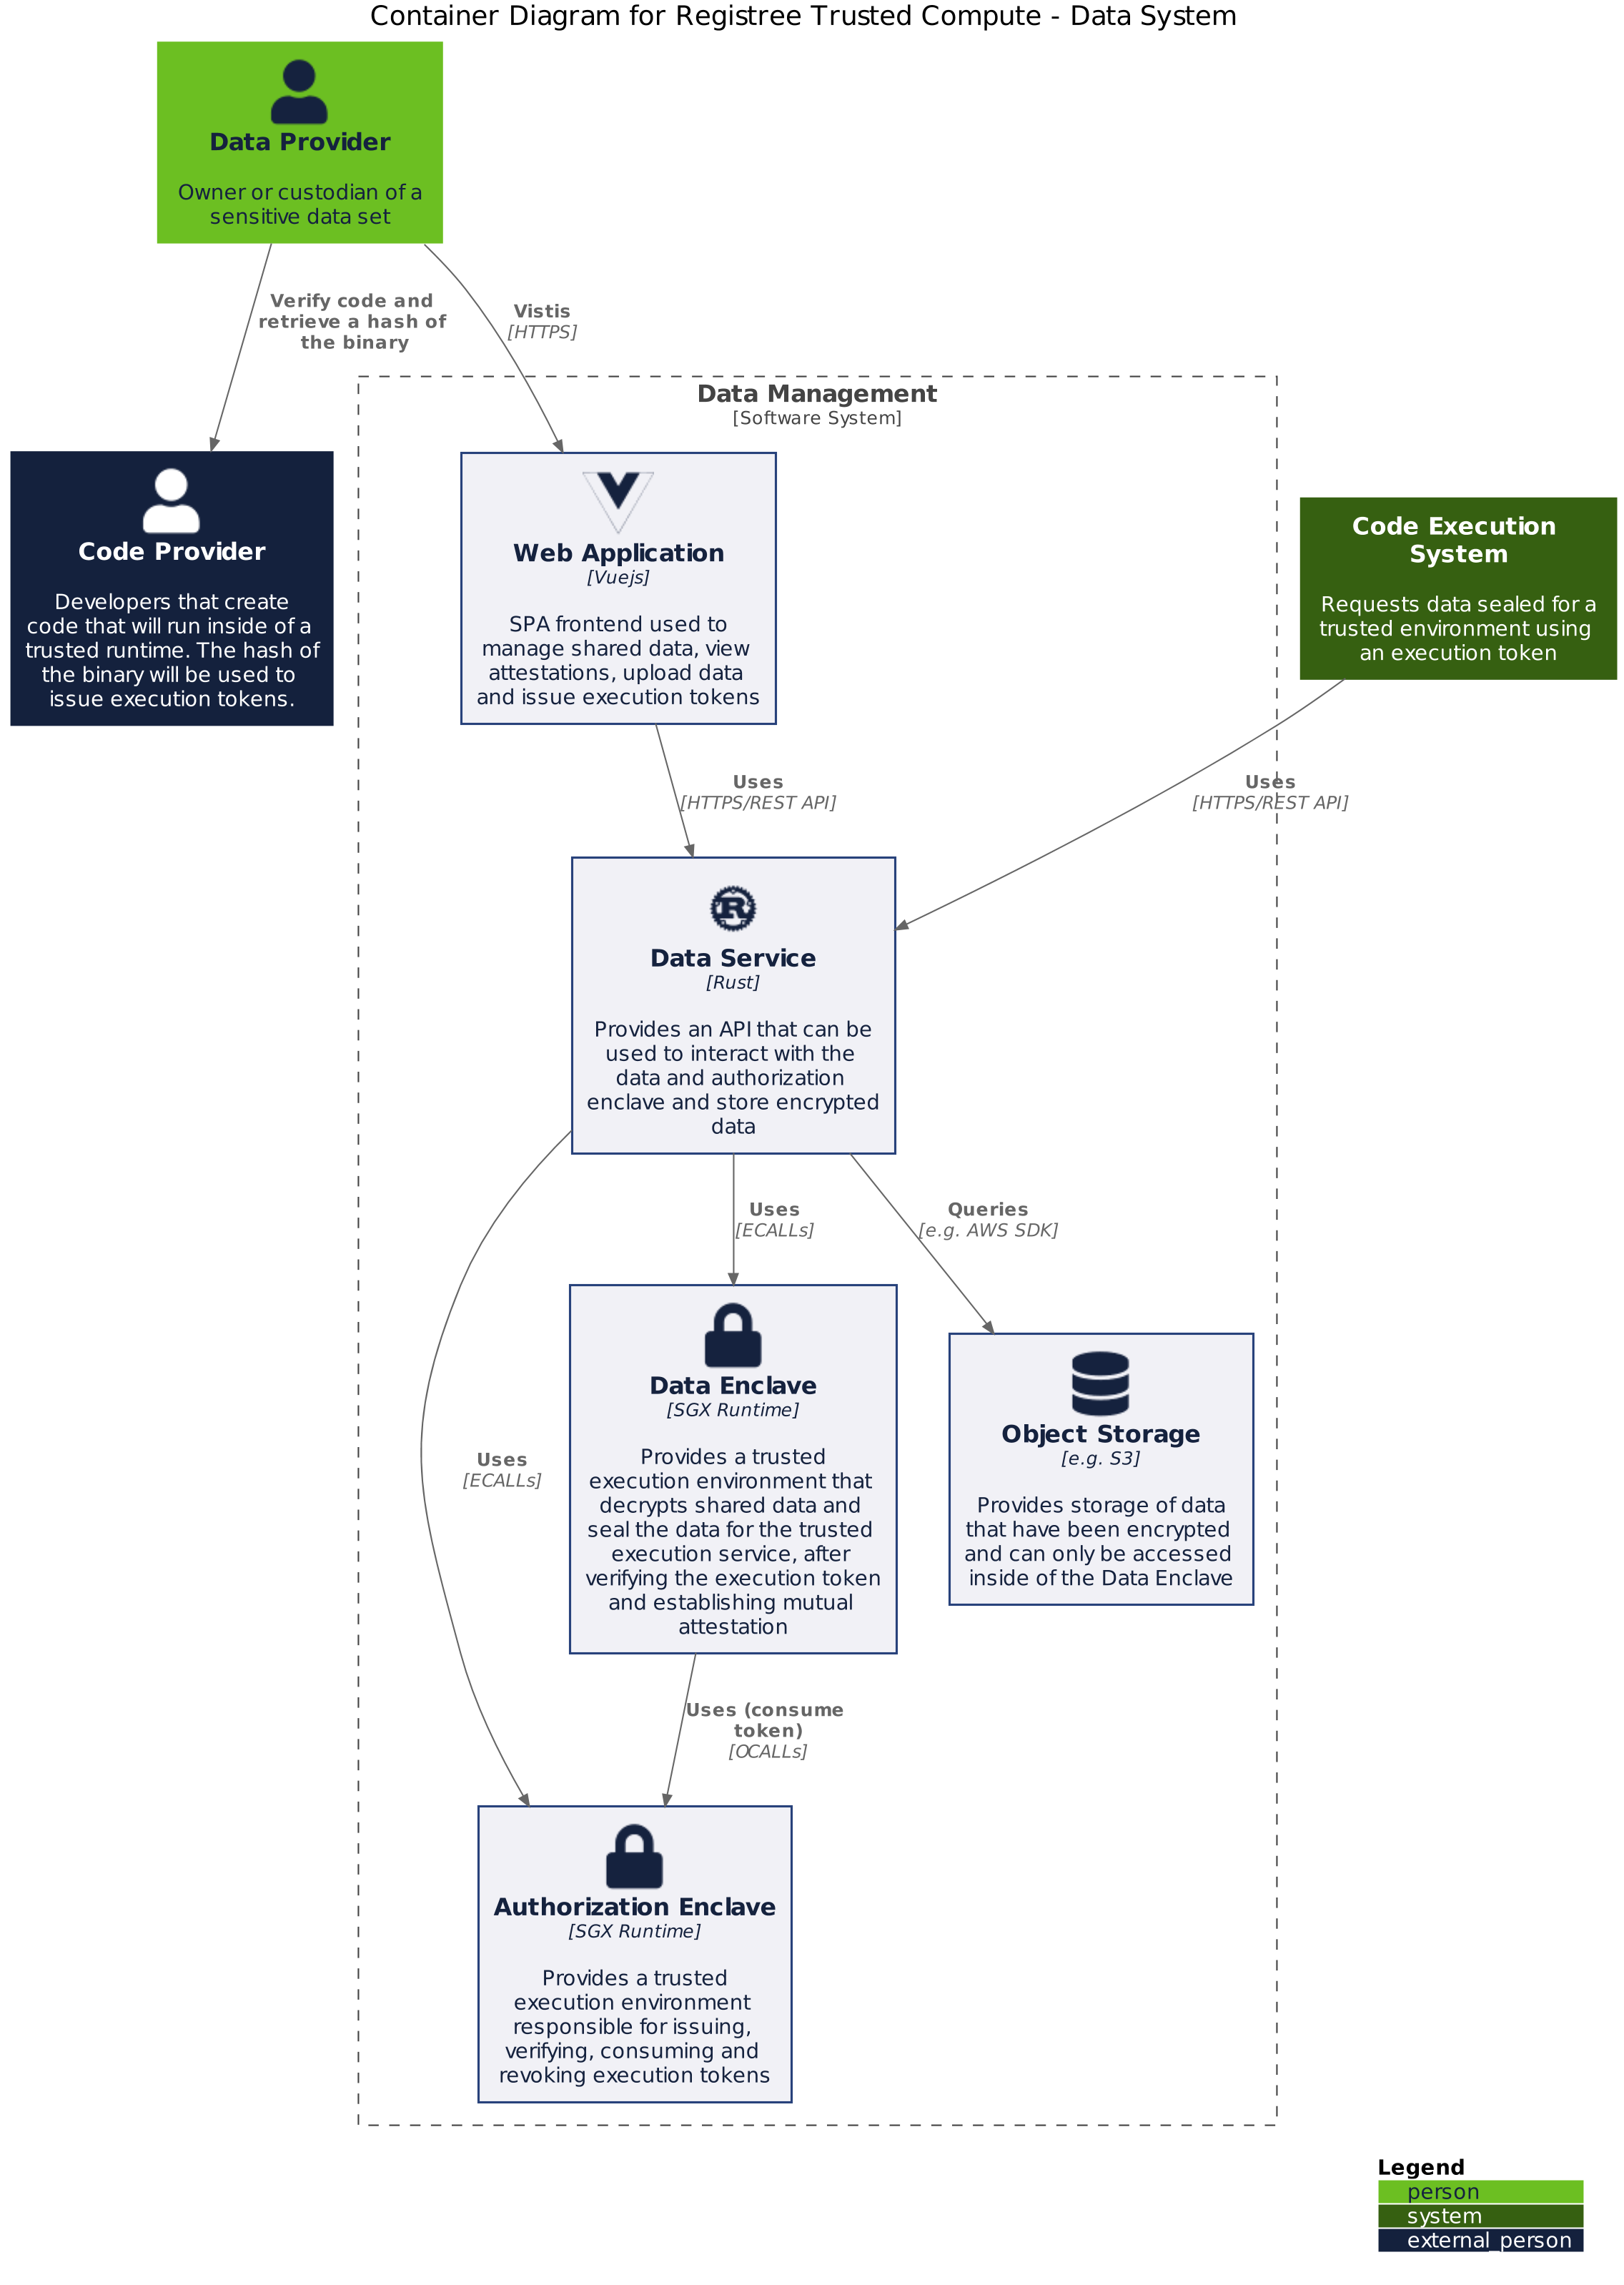 Container Diagram for Registree Trusted Compute - Data System
Data Provider
Owner or custodian of a
sensitive data set
Verify code and
retrieve a hash of
the binary
Vistis
[HTTPS]
Data Management
[Software System]
Code Provider
Developers that create
code that will run inside of a
trusted runtime. The hash of
the binary will be used to
issue execution tokens.
Web Application
[Vuejs]
SPA frontend used to
manage shared data, view
attestations, upload data
and issue execution tokens
Code Execution
System
Requests data sealed for a
trusted environment using
an execution token
Uses
[HTTPS/REST API]
Uses
[HTTPS/REST API]
R
Data Service
[Rust]
Provides an API that can be
used to interact with the
data and authorization
enclave and store encrypted
data
Uses
[ECALLs]
Queries
[e.g. AWS SDK]
Uses
[ECALLs]
Data Enclave
[SGX Runtime]
Provides a trusted
execution environment that
decrypts shared data and
seal the data for the trusted
execution service, after
verifying the execution token
and establishing mutual
attestation
Object Storage
[e.g. S3]
Provides storage of data
that have been encrypted
and can only be accessed
inside of the Data Enclave
Uses (consume
token)
[OCALLs]
Authorization Enclave
[SGX Runtime]
Provides a trusted
execution environment
responsible for issuing,
verifying, consuming and
revoking execution tokens
Legend
person
system
external_person